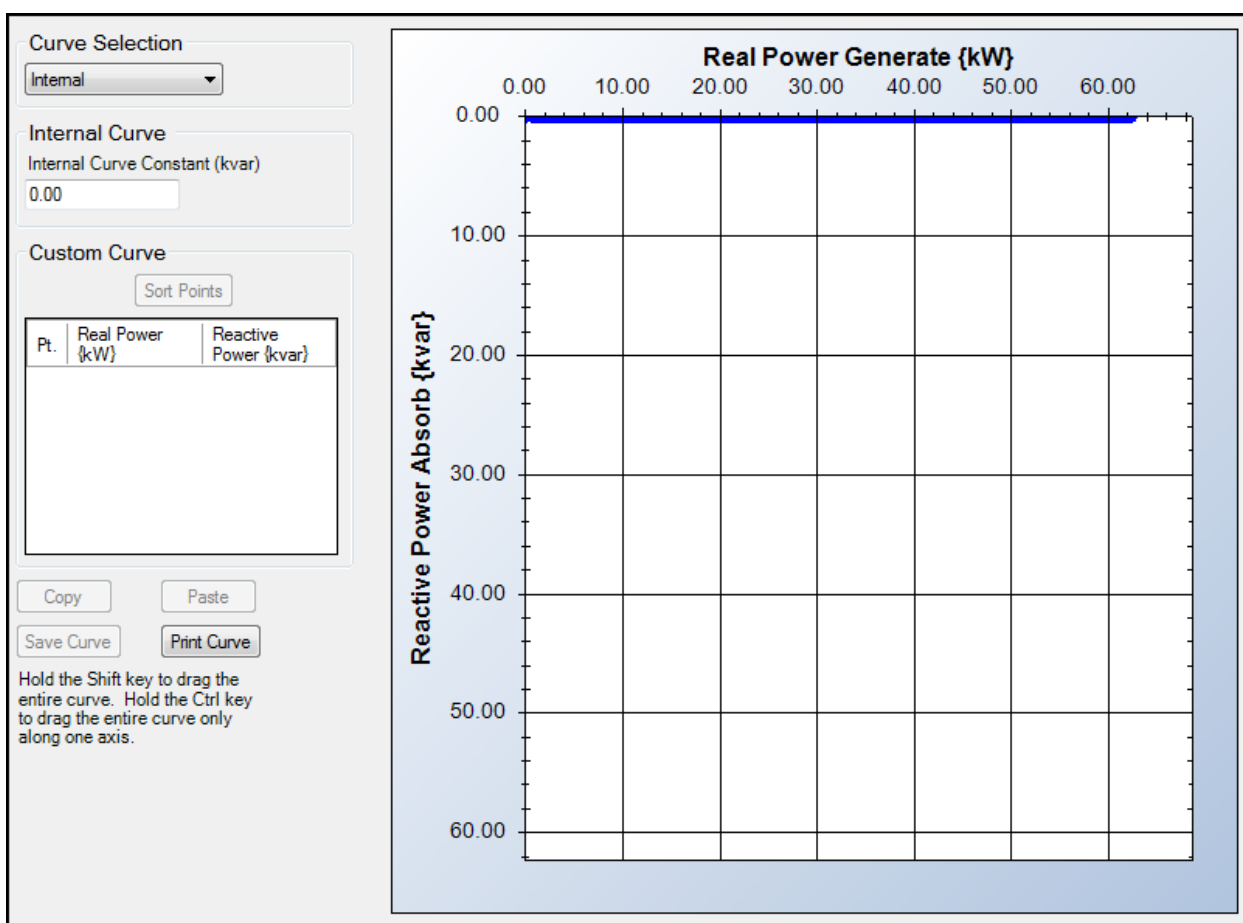 Curve Selection
Internal
Internal Curve
Internal Curve Constant (kvar)
0.00
Custom Curve
Sort Points
Pt. Real Power {kW} Reactive Power {kvar}
Copy Paste
Save Curve Print Curve
Hold the Shift key to drag the
entire curve. Hold the Ctrl key
to drag the entire curve only
along one axis.
Real Power Generate {kW}
0.00 10.00 20.00 30.00 40.00 50.00 60.00
Reactive Power Absorb {kvar}
0.00
10.00
20.00
30.00
40.00
50.00
60.00